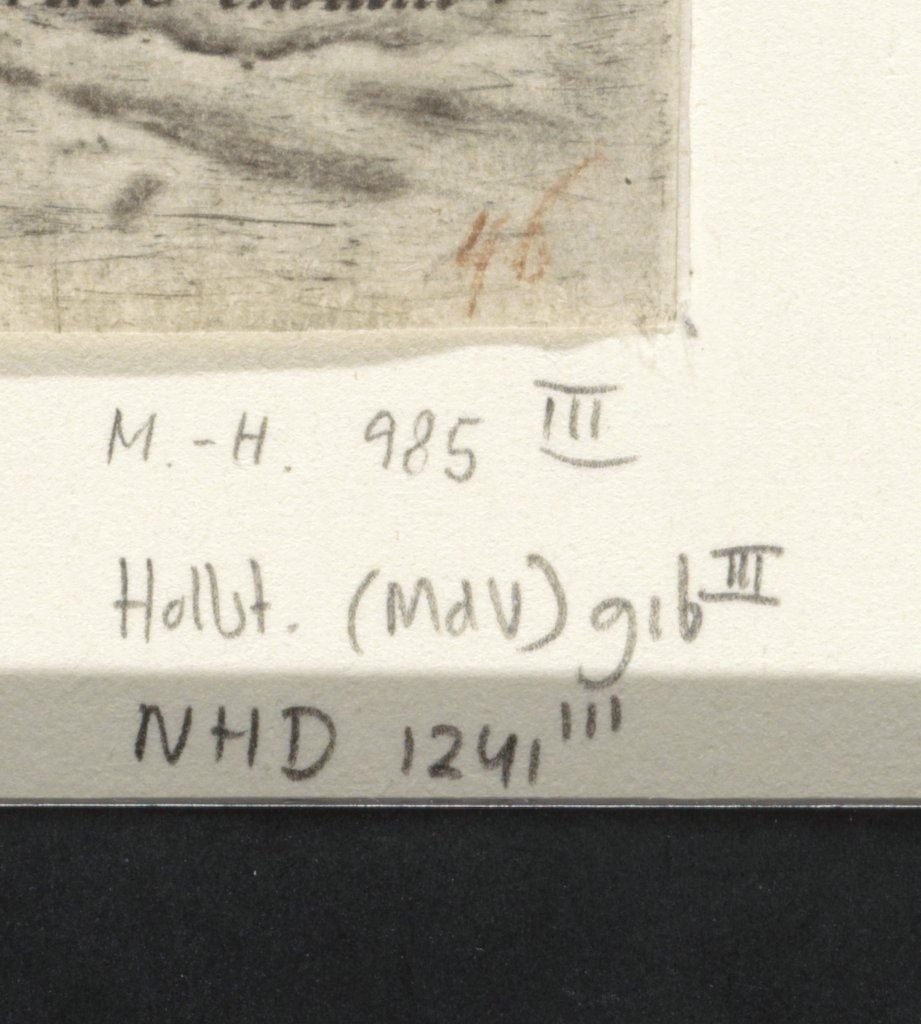 46
M.-H. 985 III
Hollst. (MdV) 916 III
NHD 1241 III